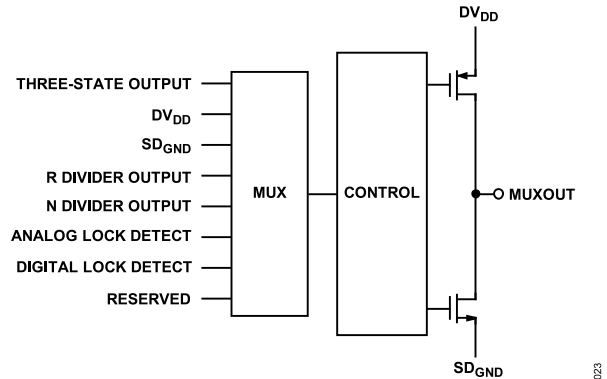 DVDD
THREE-STATE OUTPUT
DVDD
SDGND
R DIVIDER OUTPUT
N DIVIDER OUTPUT
ANALOG LOCK DETECT
DIGITAL LOCK DETECT
RESERVED
MUX
CONTROL
MUXOUT
SDGND
023